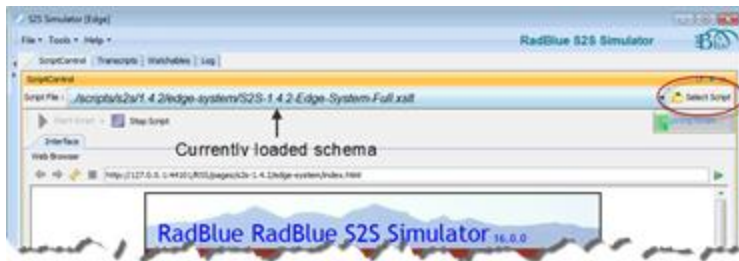 S2S Simulator [Edge]
File Tools Help
RadBlue S2S Simulator
ScriptControl Transcripts Watchables Log
ScriptControl
Script File : ./scripts/s2s/1.4.2/edge-system/S2S-1.4.2-Edge-System-Full.xslt Select Script
Start Script Stop Script
Currently loaded schema
Interface
Web Browser
http://127.0.0.1:44101/RSS/pages/s2s-1.4.2/edge-system/index.html
RadBlue RadBlue S2S Simulator 16.0.0